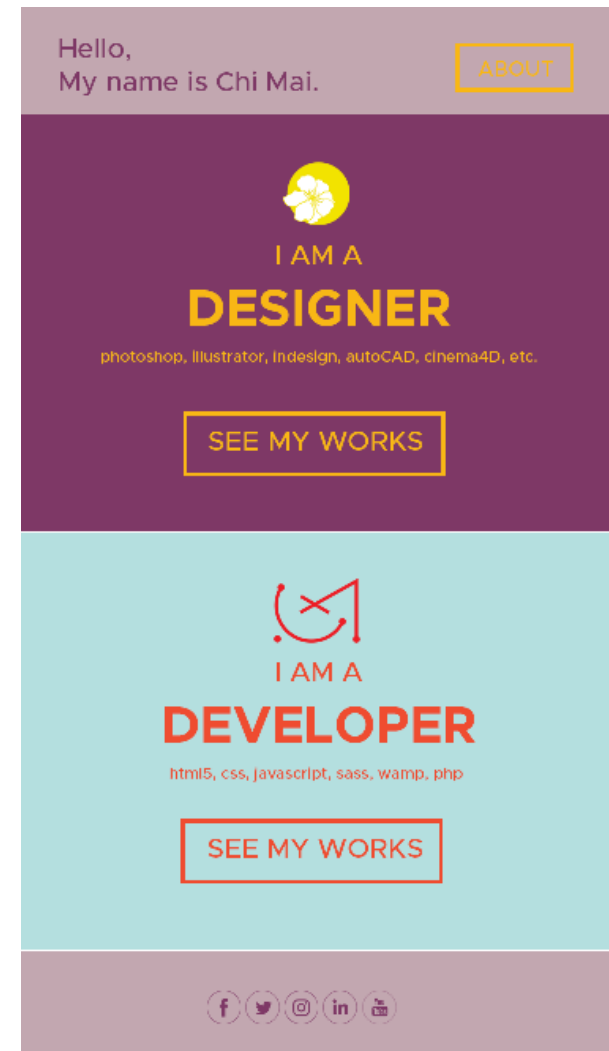 Hello,
My name is Chi Mai.
ABOUT
I AM A
DESIGNER
photoshop, illustrator, indesign, autoCAD, cinema4D, etc.
SEE MY WORKS
I AM A
DEVELOPER
html5, css, javascript, sass, wamp, php
SEE MY WORKS